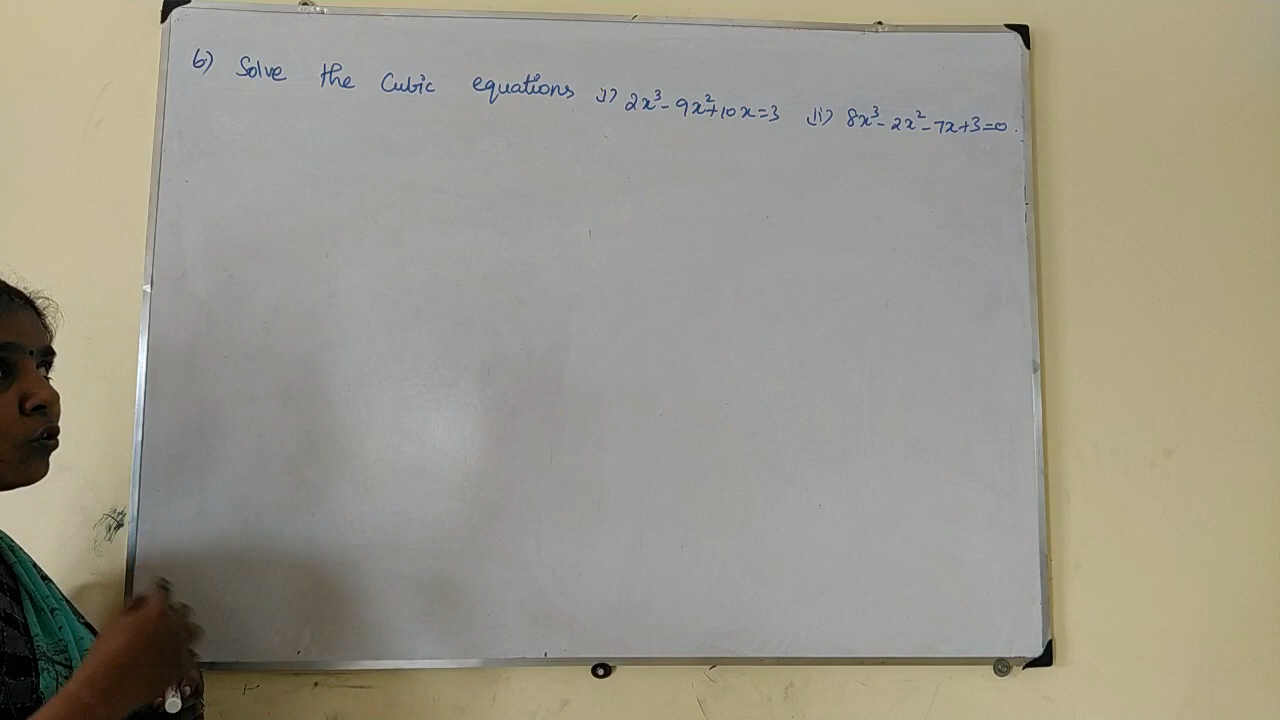 6) Solve the Cubic equations i) 2x³-9x²+10x=3 ii) 8x³-2x²-7x+3=0.